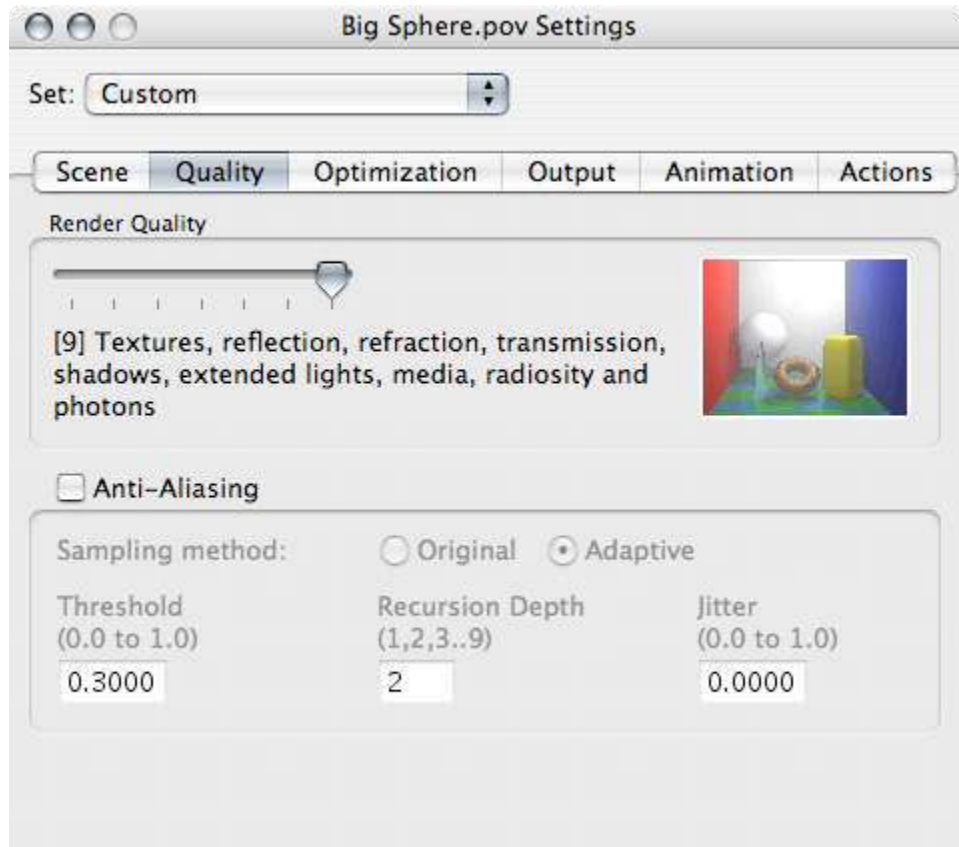 Big Sphere.pov Settings
Set: Custom
Scene Quality Optimization Output Animation Actions
Render Quality
[9] Textures, reflection, refraction, transmission,
shadows, extended lights, media, radiosity and
photons
Anti-Aliasing
Sampling method: Original Adaptive
Threshold Recursion Depth Jitter
(0.0 to 1.0) (1,2,3..9) (0.0 to 1.0)
0.3000 2 0.0000